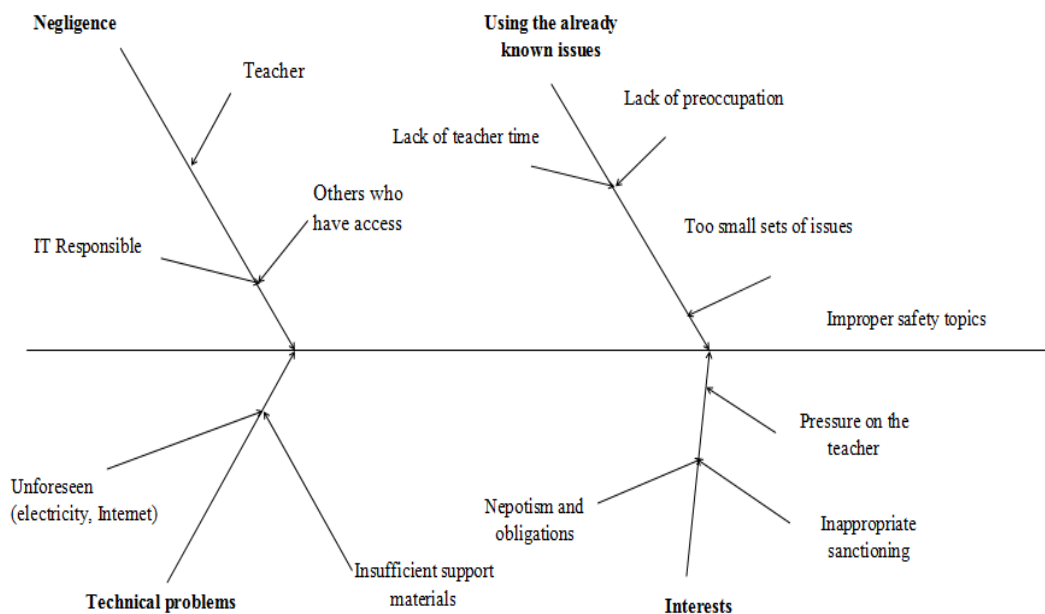 Negligence
Using the already
known issues
Teacher
Lack of preoccupation
Lack of teacher time
Others who
have access
IT Responsible
Too small sets of issues
Improper safety topics
Pressure on the
teacher
Unforeseen
(electricity, Internet)
Nepotism and
obligations
Inappropriate
sanctioning
Insufficient support
materials
Technical problems
Interests